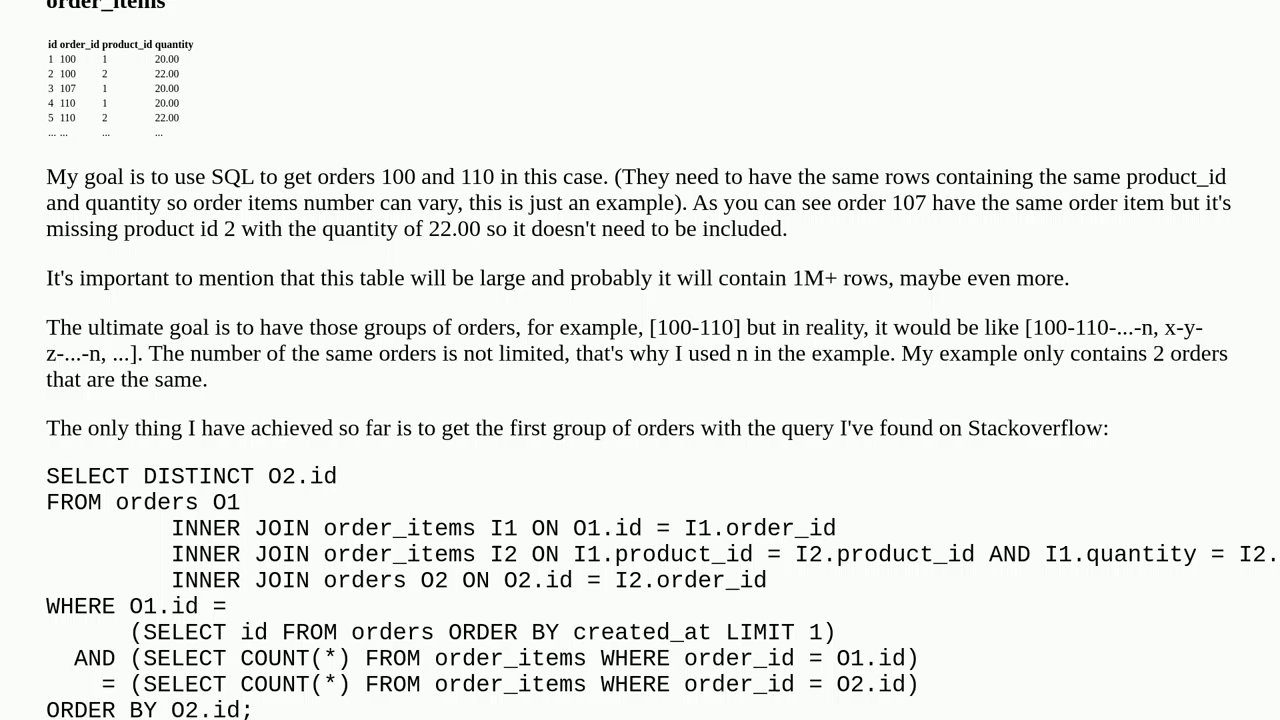 order_items
id order_id product_id quantity
1 100 1 20.00
2 100 2 22.00
3 107 1 20.00
4 110 1 20.00
5 110 2 22.00
... ... ... ...
My goal is to use SQL to get orders 100 and 110 in this case. (They need to have the same rows containing the same product_id
and quantity so order items number can vary, this is just an example). As you can see order 107 have the same order item but it's
missing product id 2 with the quantity of 22.00 so it doesn't need to be included.
It's important to mention that this table will be large and probably it will contain 1M+ rows, maybe even more.
The ultimate goal is to have those groups of orders, for example, [100-110] but in reality, it would be like [100-110-...-n, x-y-
z-...-n, ...]. The number of the same orders is not limited, that's why I used n in the example. My example only contains 2 orders
that are the same.
The only thing I have achieved so far is to get the first group of orders with the query I've found on Stackoverflow:
SELECT DISTINCT O2.id
FROM orders O1
INNER JOIN order_items I1 ON O1.id = I1.order_id
INNER JOIN order_items I2 ON I1.product_id = I2.product_id AND I1.quantity = I2.
INNER JOIN orders O2 ON O2.id = I2.order_id
WHERE O1.id =
(SELECT id FROM orders ORDER BY created_at LIMIT 1)
AND (SELECT COUNT(*) FROM order_items WHERE order_id = O1.id)
= (SELECT COUNT(*) FROM order_items WHERE order_id = O2.id)
ORDER BY O2.id;